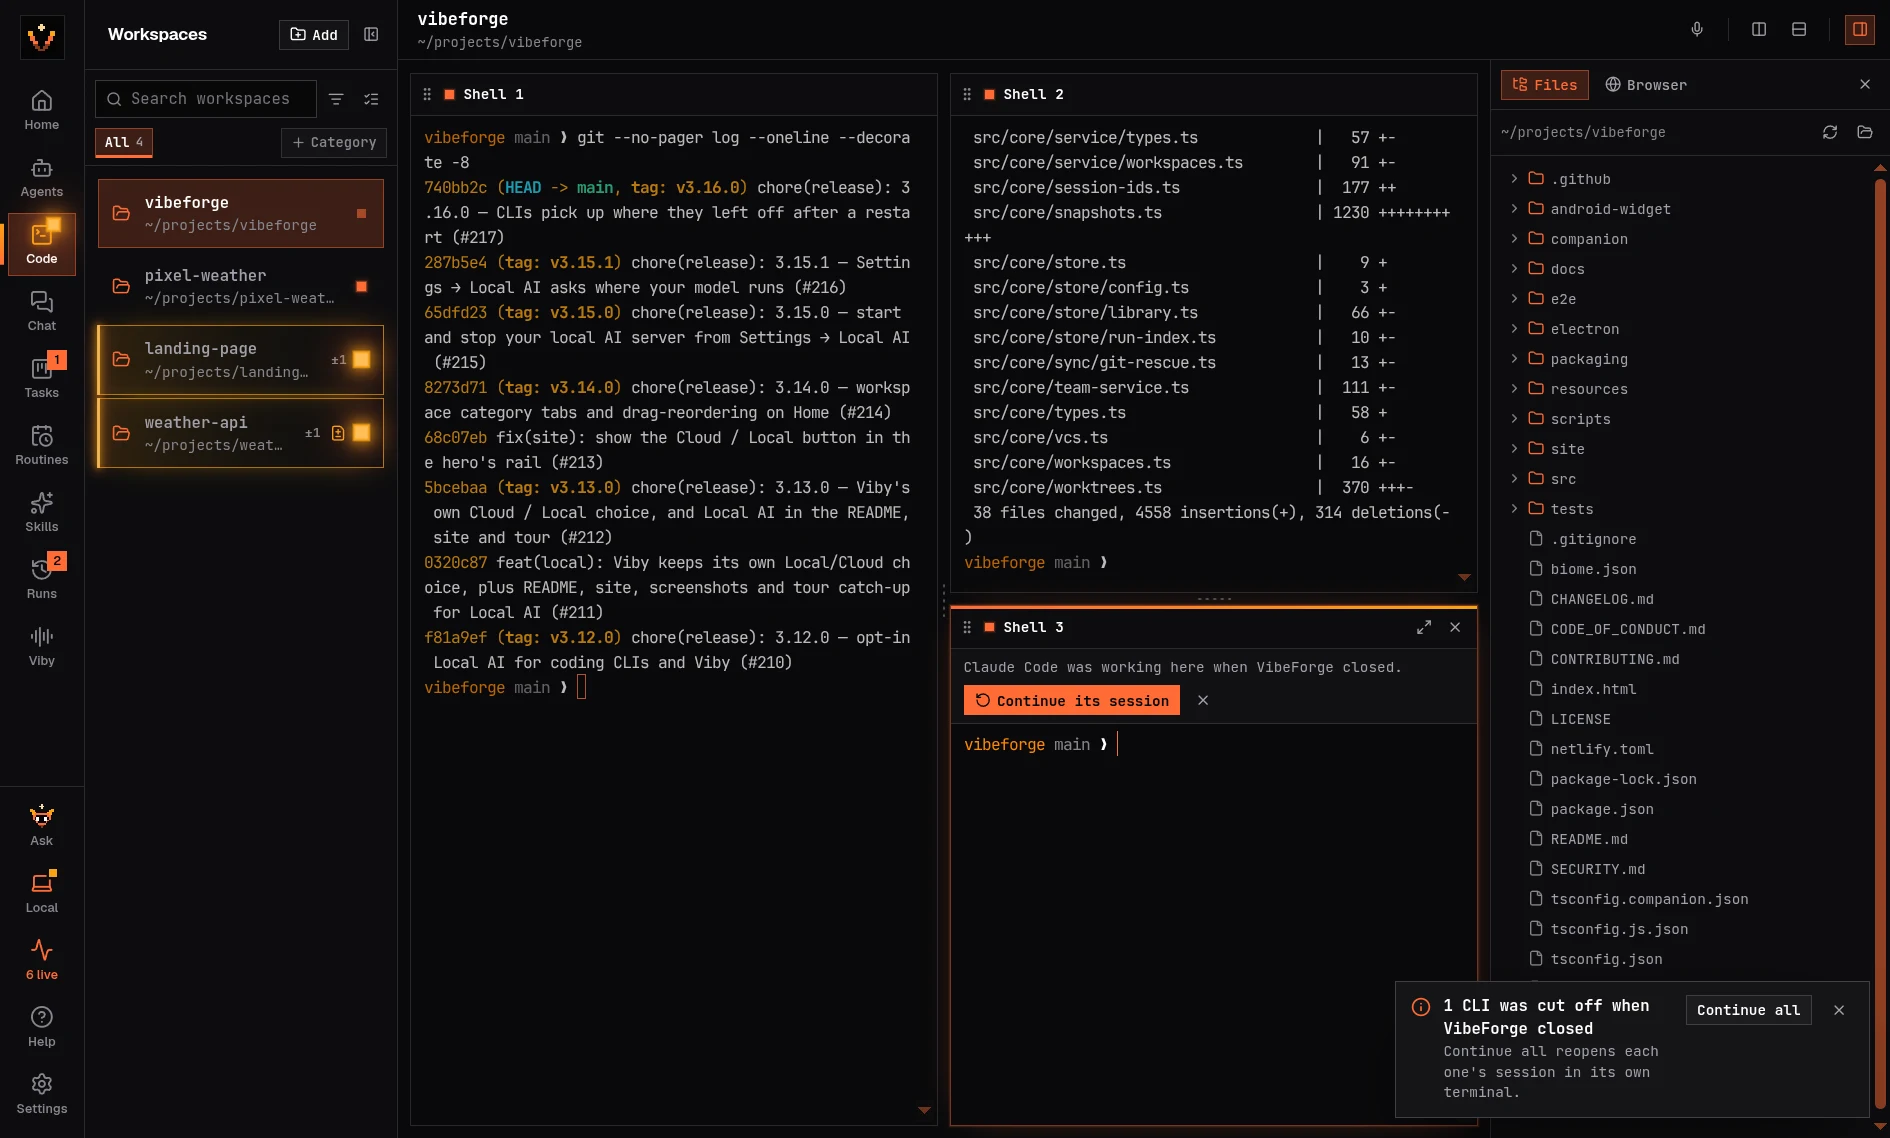 Home
Agents
Code
Chat
1
Tasks
Routines
Skills
2
Runs
Viby
Ask
Local
6 live
Help
Settings
Workspaces
Add
Search workspaces
All 4
+ Category
vibeforge
~/projects/vibeforge
pixel-weather
~/projects/pixel-weat…
landing-page
~/projects/landing…
±1
weather-api
~/projects/weat…
±1
vibeforge
~/projects/vibeforge
Shell 1
vibeforge main ❯ git --no-pager log --oneline --decora
te -8
740bb2c (HEAD -> main, tag: v3.16.0) chore(release): 3
.16.0 — CLIs pick up where they left off after a resta
rt (#217)
287b5e4 (tag: v3.15.1) chore(release): 3.15.1 — Settin
gs → Local AI asks where your model runs (#216)
65dfd23 (tag: v3.15.0) chore(release): 3.15.0 — start
and stop your local AI server from Settings → Local AI
(#215)
8273d71 (tag: v3.14.0) chore(release): 3.14.0 — worksp
ace category tabs and drag-reordering on Home (#214)
68c07eb fix(site): show the Cloud / Local button in th
e hero's rail (#213)
5bcebaa (tag: v3.13.0) chore(release): 3.13.0 — Viby's
own Cloud / Local choice, and Local AI in the README,
site and tour (#212)
0320c87 feat(local): Viby keeps its own Local/Cloud ch
oice, plus README, site, screenshots and tour catch-up
for Local AI (#211)
f81a9ef (tag: v3.12.0) chore(release): 3.12.0 — opt-in
Local AI for coding CLIs and Viby (#210)
vibeforge main ❯
Shell 2
src/core/service/types.ts | 57 +-
src/core/service/workspaces.ts | 91 +-
src/core/session-ids.ts | 177 ++
src/core/snapshots.ts | 1230 ++++++++
+++
src/core/store.ts | 9 +
src/core/store/config.ts | 3 +
src/core/store/library.ts | 66 +-
src/core/store/run-index.ts | 10 +-
src/core/sync/git-rescue.ts | 13 +-
src/core/team-service.ts | 111 +-
src/core/types.ts | 58 +
src/core/vcs.ts | 6 +-
src/core/workspaces.ts | 16 +-
src/core/worktrees.ts | 370 +++-
38 files changed, 4558 insertions(+), 314 deletions(-
)
vibeforge main ❯
Shell 3
Claude Code was working here when VibeForge closed.
Continue its session
vibeforge main ❯
Files
Browser
~/projects/vibeforge
.github
android-widget
companion
docs
e2e
electron
packaging
resources
scripts
site
src
tests
.gitignore
biome.json
CHANGELOG.md
CODE_OF_CONDUCT.md
CONTRIBUTING.md
index.html
LICENSE
netlify.toml
package-lock.json
package.json
README.md
SECURITY.md
tsconfig.companion.json
tsconfig.js.json
tsconfig.json
1 CLI was cut off when
VibeForge closed
Continue all reopens each
one's session in its own
terminal.
Continue all